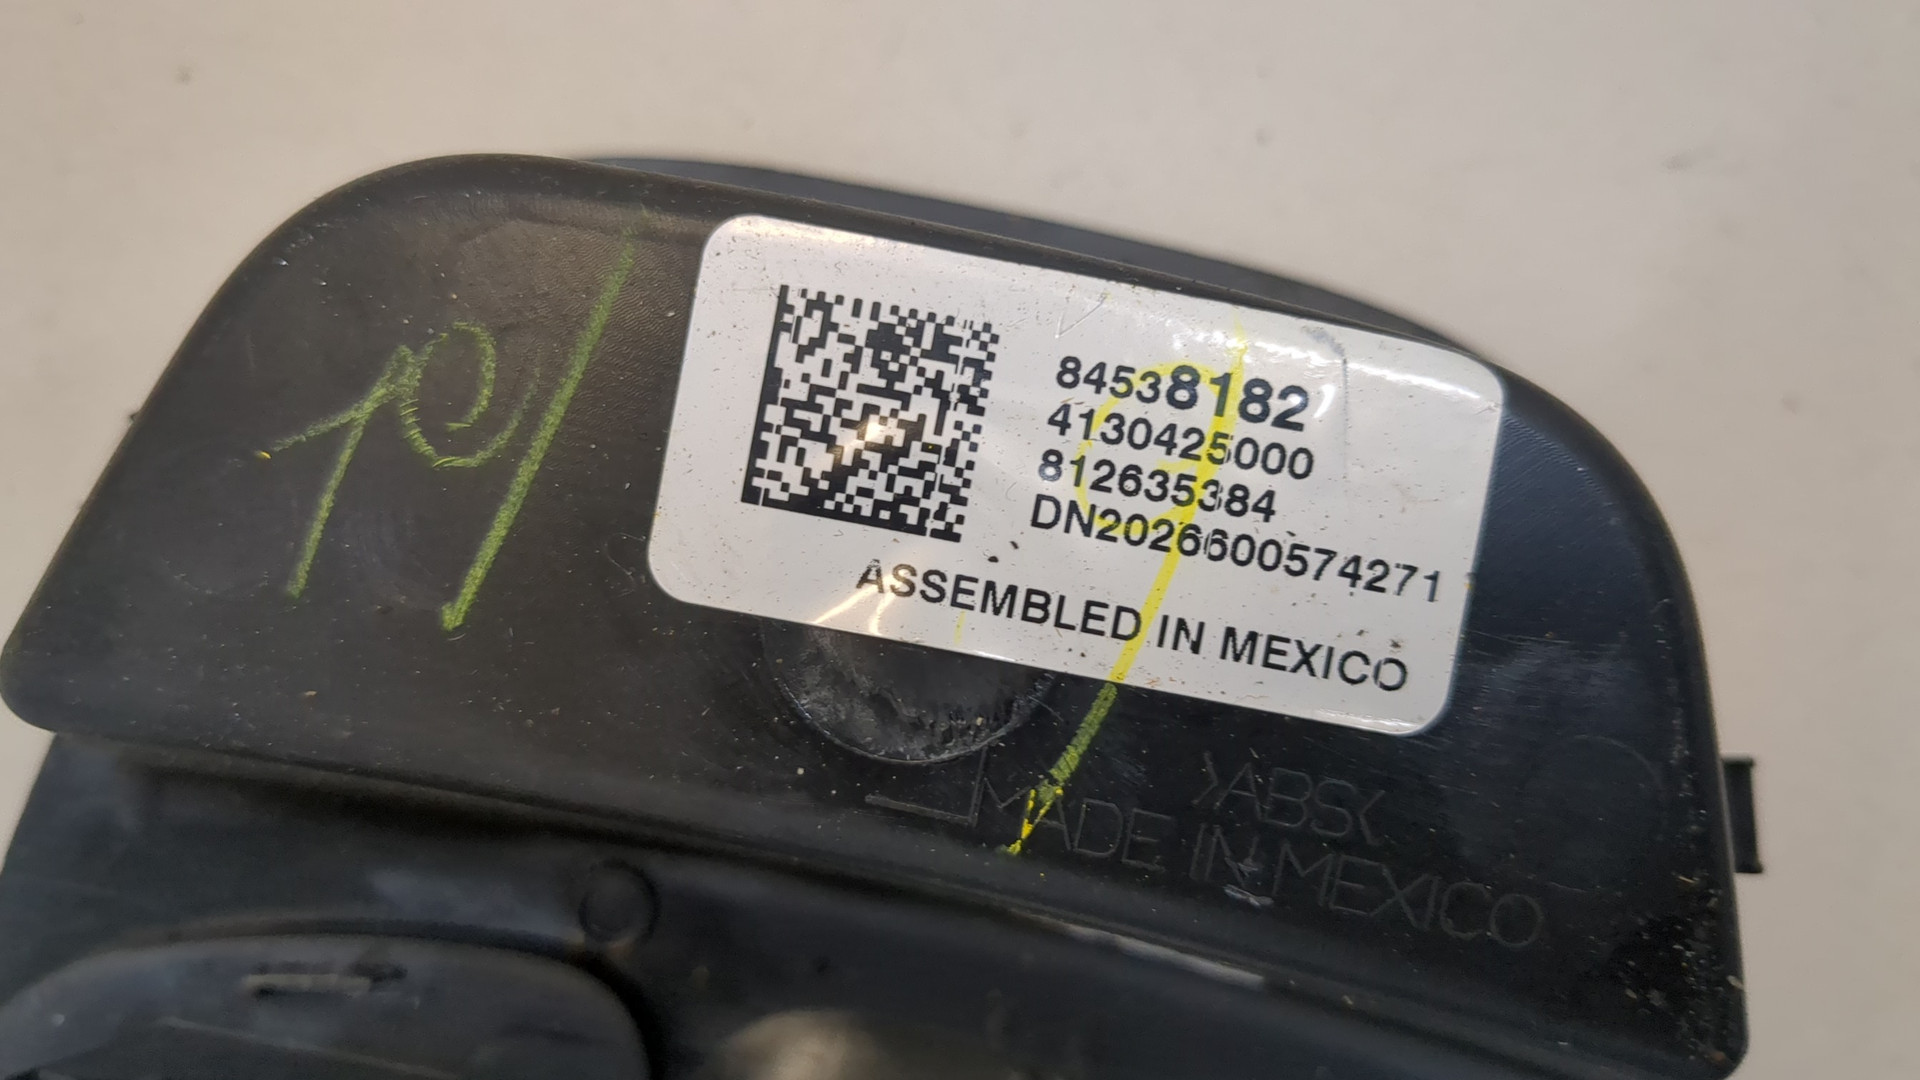 84538182
4130425000
812635384
DN2026600574271
ASSEMBLED IN MEXICO
>ABS<
MADE IN MEXICO